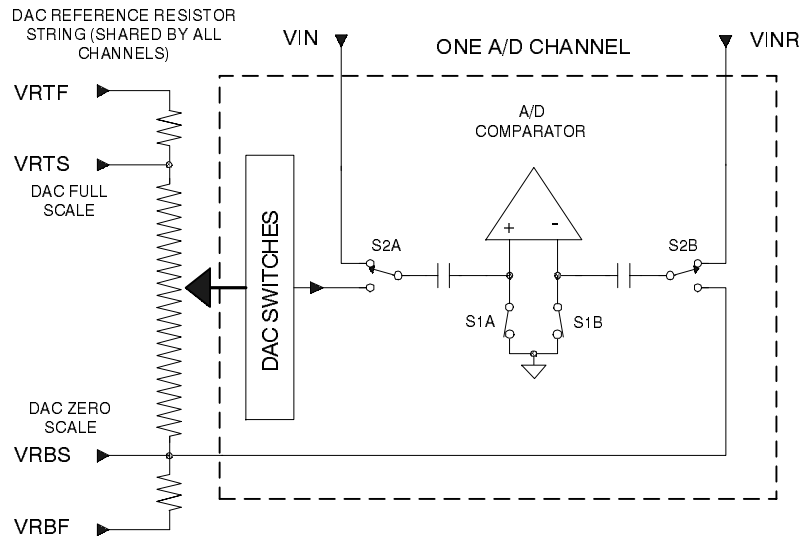 DAC REFERENCE RESISTOR
STRING (SHARED BY ALL
CHANNELS)
VIN
ONE A/D CHANNEL
VINR
VRTF
A/D
COMPARATOR
VRTS
DAC FULL
SCALE
+
-
S2A
S2B
DAC SWITCHES
S1A
S1B
DAC ZERO
SCALE
VRBS
VRBF